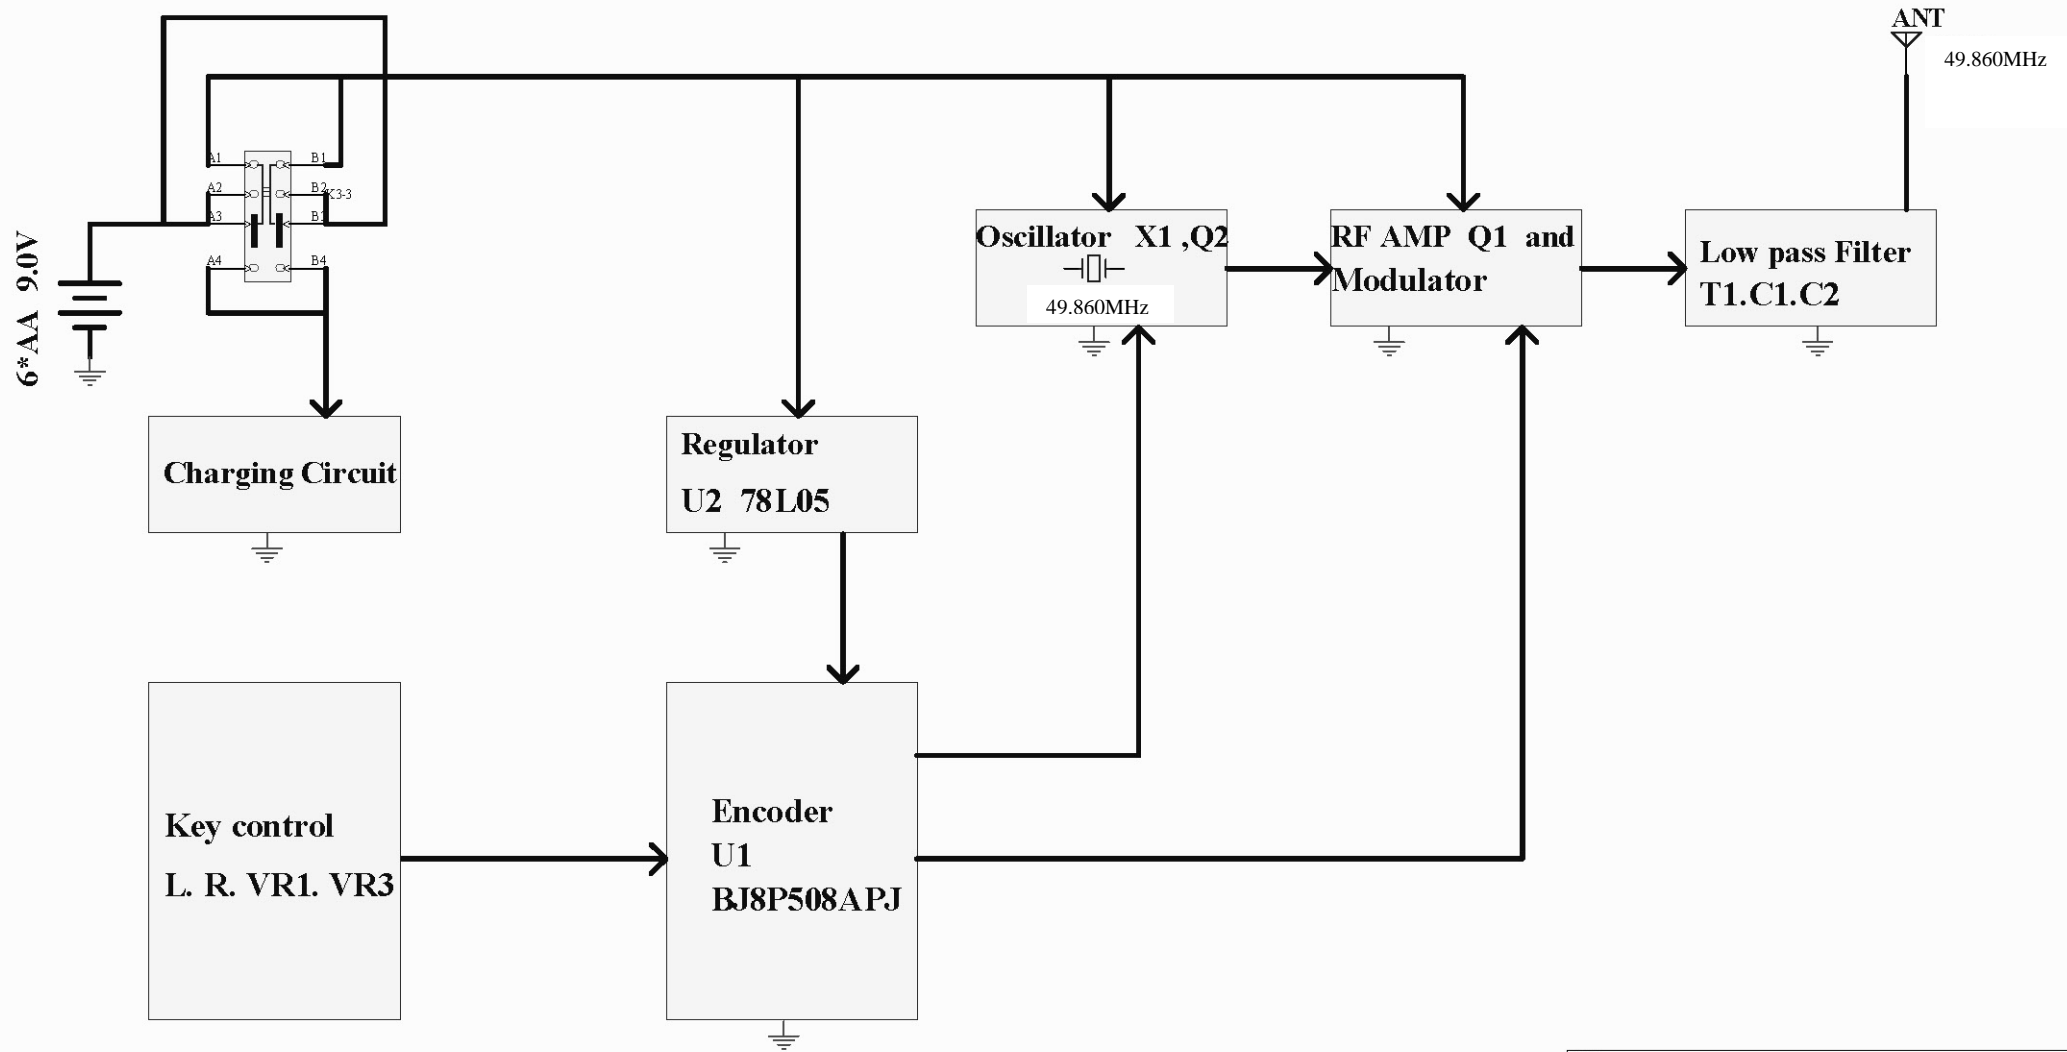 ANT
49.860MHz
A1
B1
A2
B2
K3-3
A3
A4
B4
6*AA 9.0V
Oscillator X1 ,Q2
49.860MHz
RF AMP Q1 and
Modulator
Low pass Filter
T1.C1.C2
Charging Circuit
Regulator
U2 78L05
Key control
L. R. VR1. VR3
Encoder
U1
BJ8P508APJ